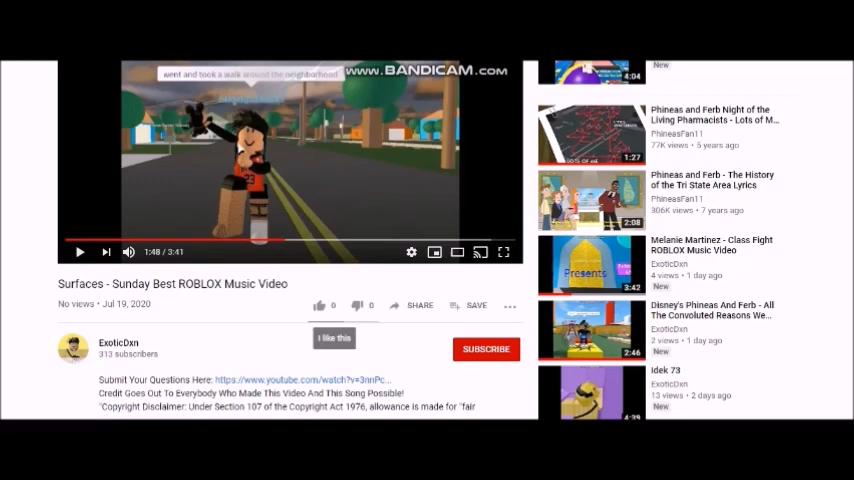 went and took a walk around the neighborhood
www.BANDICAM.com
23
1:48 / 3:41
Surfaces - Sunday Best ROBLOX Music Video
No views • Jul 19, 2020
0
0
SHARE
SAVE
I like this
ExoticDxn
313 subscribers
SUBSCRIBE
Submit Your Questions Here: https://www.youtube.com/watch?v=3nnPc...
Credit Goes Out To Everybody Who Made This Video And This Song Possible!
"Copyright Disclaimer: Under Section 107 of the Copyright Act 1976, allowance is made for "fair
New
4:04
Phineas and Ferb Night of the
Living Pharmacists - Lots of M...
PhineasFan11
77K views • 5 years ago
1:27
Phineas and Ferb - The History
of the Tri State Area Lyrics
PhineasFan11
306K views • 7 years ago
2:08
Melanie Martinez - Class Fight
ROBLOX Music Video
ExoticDxn
4 views • 1 day ago
New
Presents
3:42
Disney's Phineas And Ferb - All
The Convoluted Reasons We...
ExoticDxn
2 views • 1 day ago
New
2:46
Idek 73
ExoticDxn
13 views • 2 days ago
New
4:39